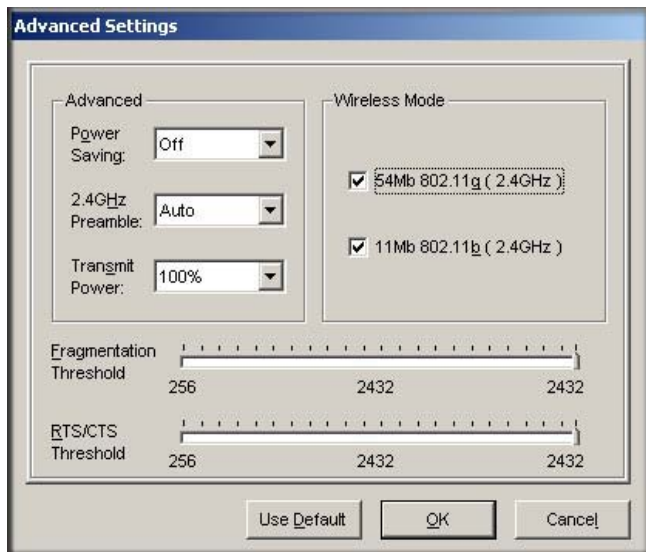 Advanced Settings
Advanced
Power
Saving:
Off
2.4GHz
Preamble:
Auto
Transmit
Power:
100%
Wireless Mode
54Mb 802.11g ( 2.4GHz )
11Mb 802.11b ( 2.4GHz )
Fragmentation
Threshold
256 2432 2432
RTS/CTS
Threshold
256 2432 2432
Use Default OK Cancel